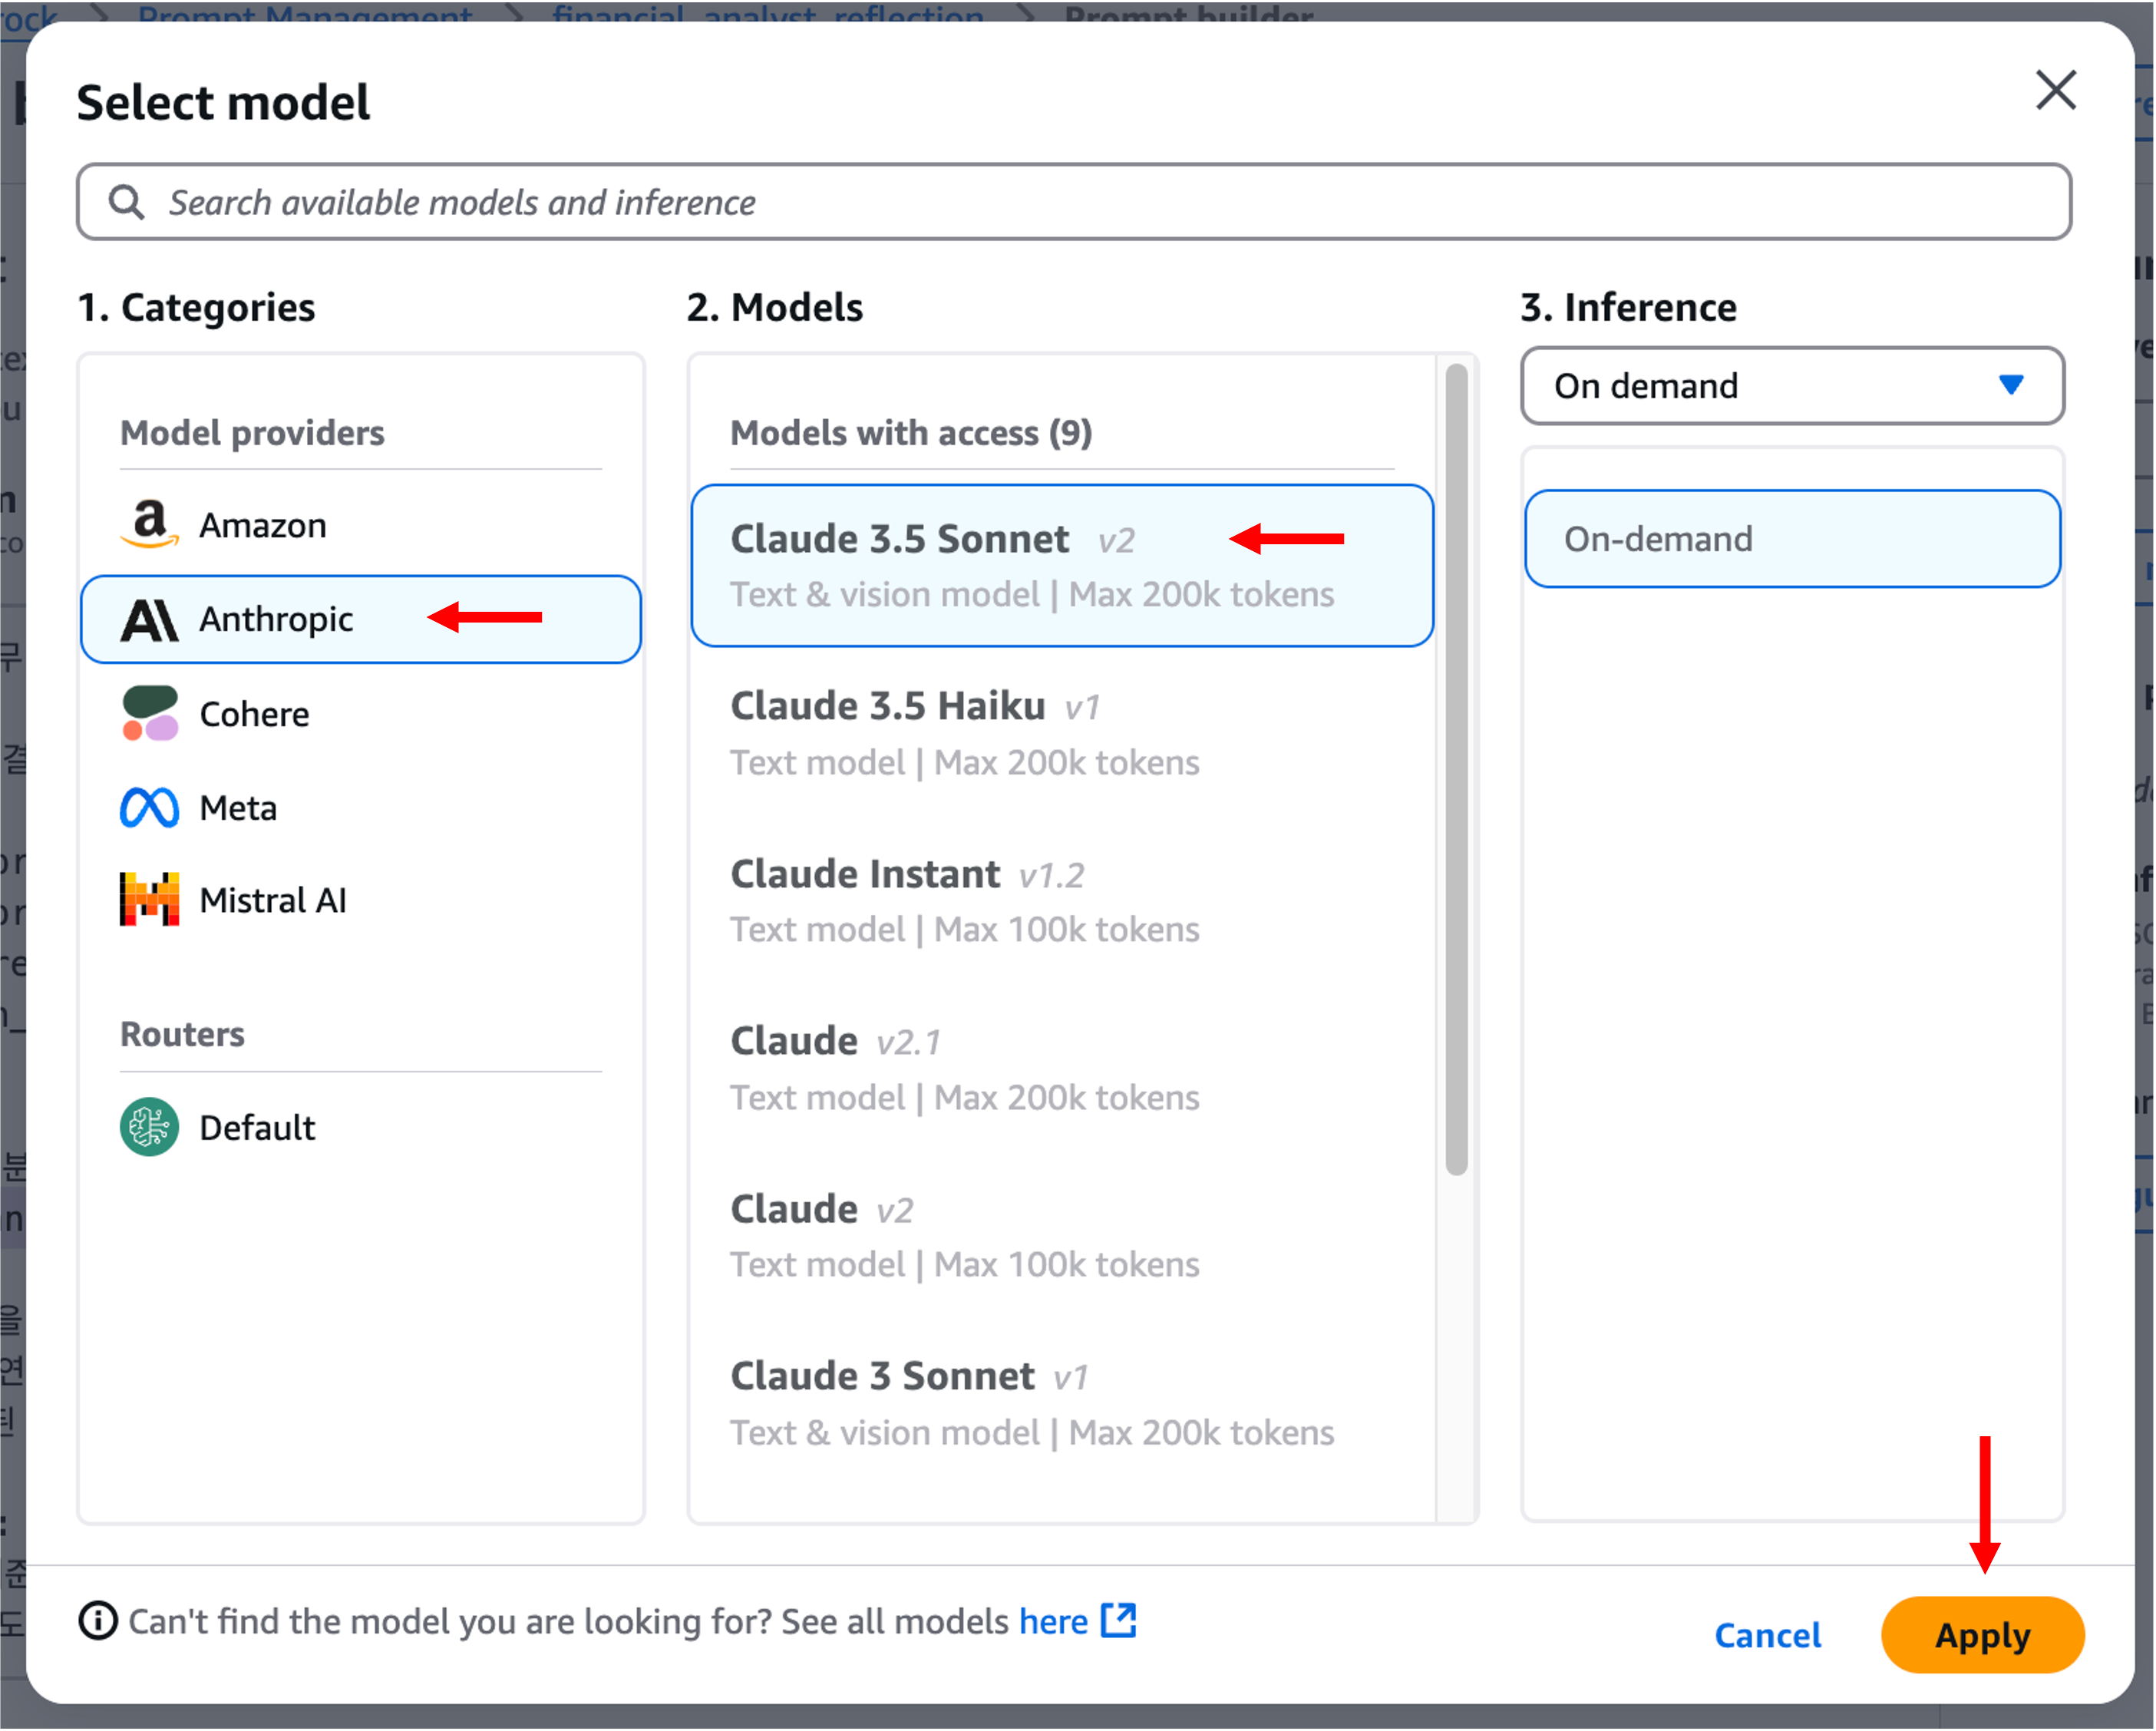 Prompt Management
financial_analyst_reflection
Prompt builder
Select model
Search available models and inference
1. Categories
Model providers
Amazon
Anthropic
Cohere
Meta
Mistral AI
Routers
Default
2. Models
Models with access (9)
Claude 3.5 Sonnet v2
Text & vision model | Max 200k tokens
Claude 3.5 Haiku v1
Text model | Max 200k tokens
Claude Instant v1.2
Text model | Max 100k tokens
Claude v2.1
Text model | Max 200k tokens
Claude v2
Text model | Max 100k tokens
Claude 3 Sonnet v1
Text & vision model | Max 200k tokens
3. Inference
On demand
On-demand
Can't find the model you are looking for? See all models here
Cancel
Apply